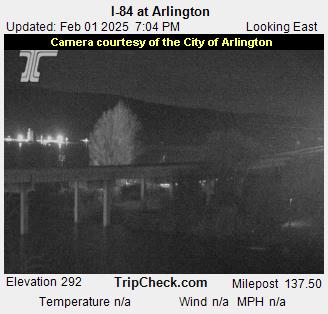 I-84 at Arlington
Updated: Feb 01 2025 7:04 PM Looking East
Camera courtesy of the City of Arlington
Elevation 292 TripCheck.com Milepost 137.50
Temperature n/a Wind n/a MPH n/a